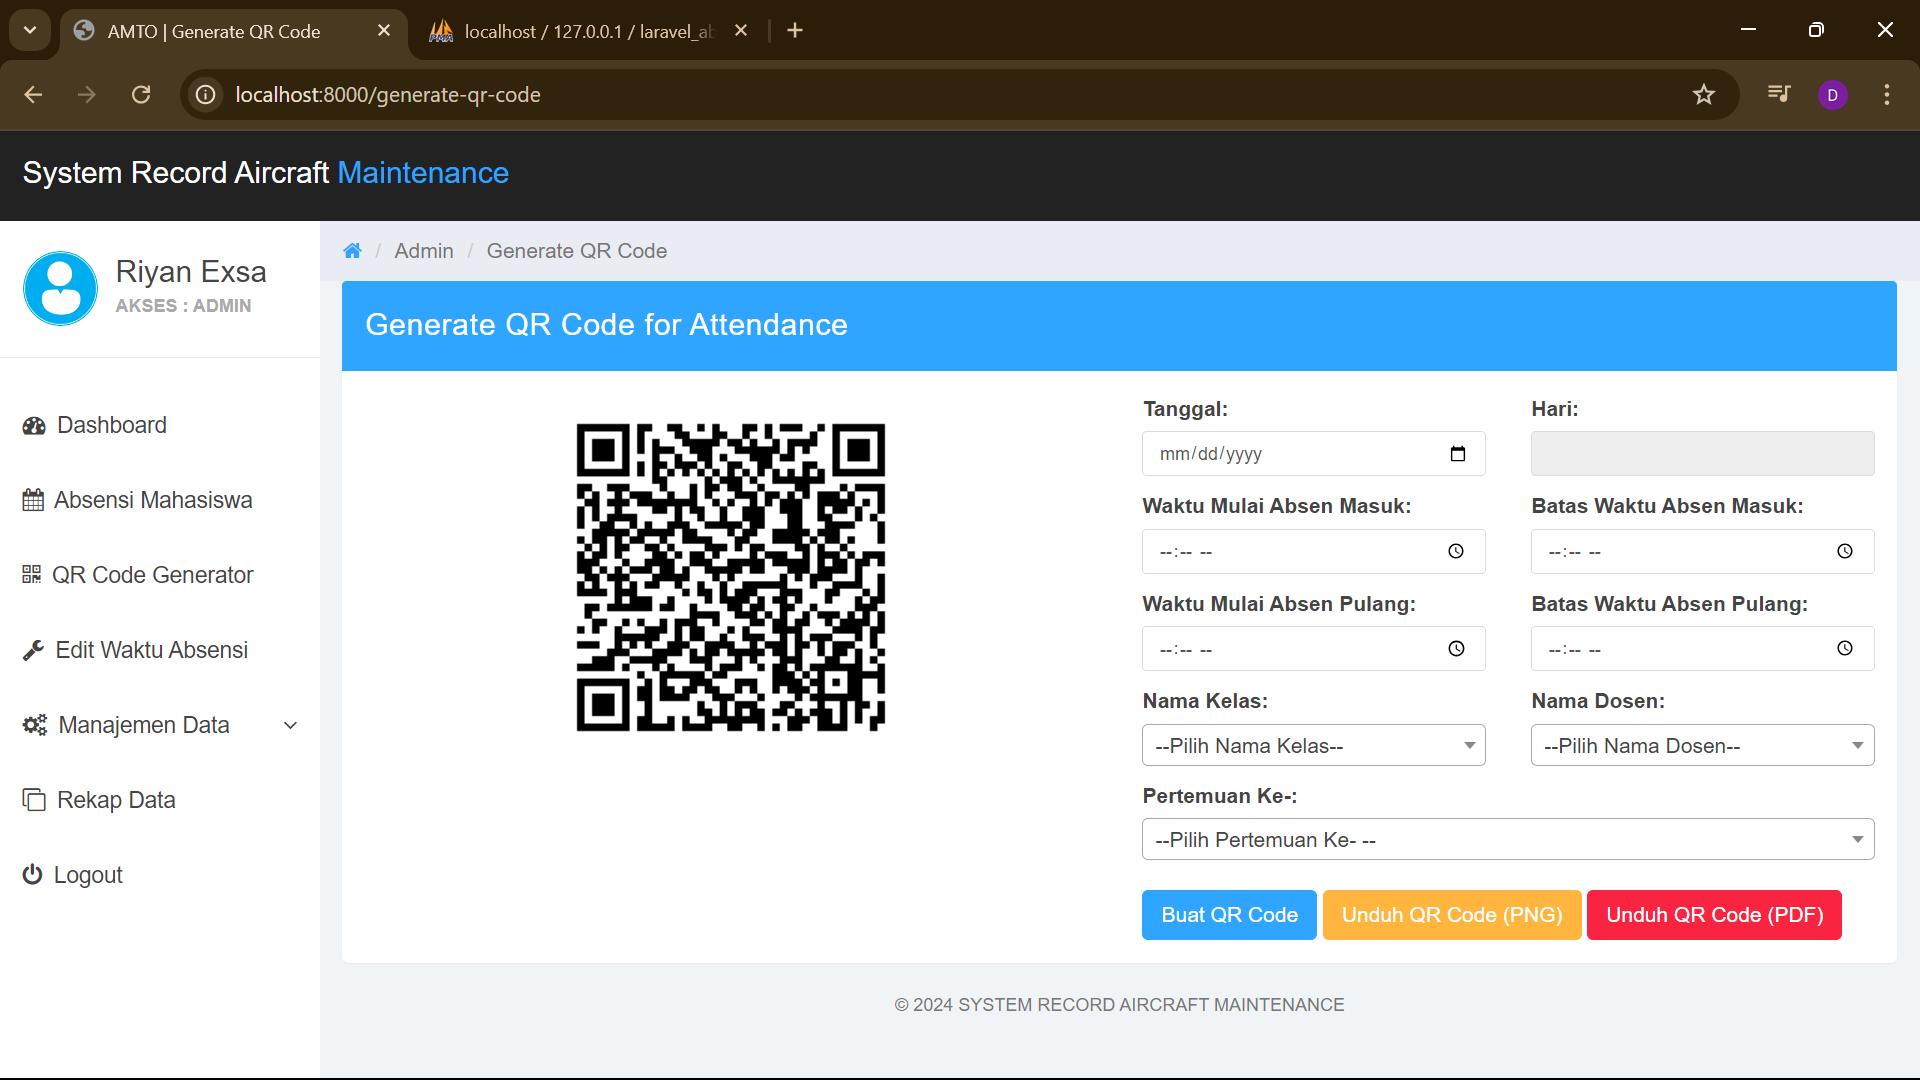 AMTO | Generate QR Code
localhost / 127.0.0.1 / laravel_ab
localhost:8000/generate-qr-code
D
System Record Aircraft Maintenance
Riyan Exsa
AKSES : ADMIN
Dashboard
Absensi Mahasiswa
QR Code Generator
Edit Waktu Absensi
Manajemen Data
Rekap Data
Logout
/ Admin / Generate QR Code
Generate QR Code for Attendance
Tanggal:
Hari:
mm/dd/yyyy
Waktu Mulai Absen Masuk:
Batas Waktu Absen Masuk:
--:-- --
--:-- --
Waktu Mulai Absen Pulang:
Batas Waktu Absen Pulang:
--:-- --
--:-- --
Nama Kelas:
Nama Dosen:
--Pilih Nama Kelas--
--Pilih Nama Dosen--
Pertemuan Ke-:
--Pilih Pertemuan Ke- --
Buat QR Code
Unduh QR Code (PNG)
Unduh QR Code (PDF)
© 2024 SYSTEM RECORD AIRCRAFT MAINTENANCE